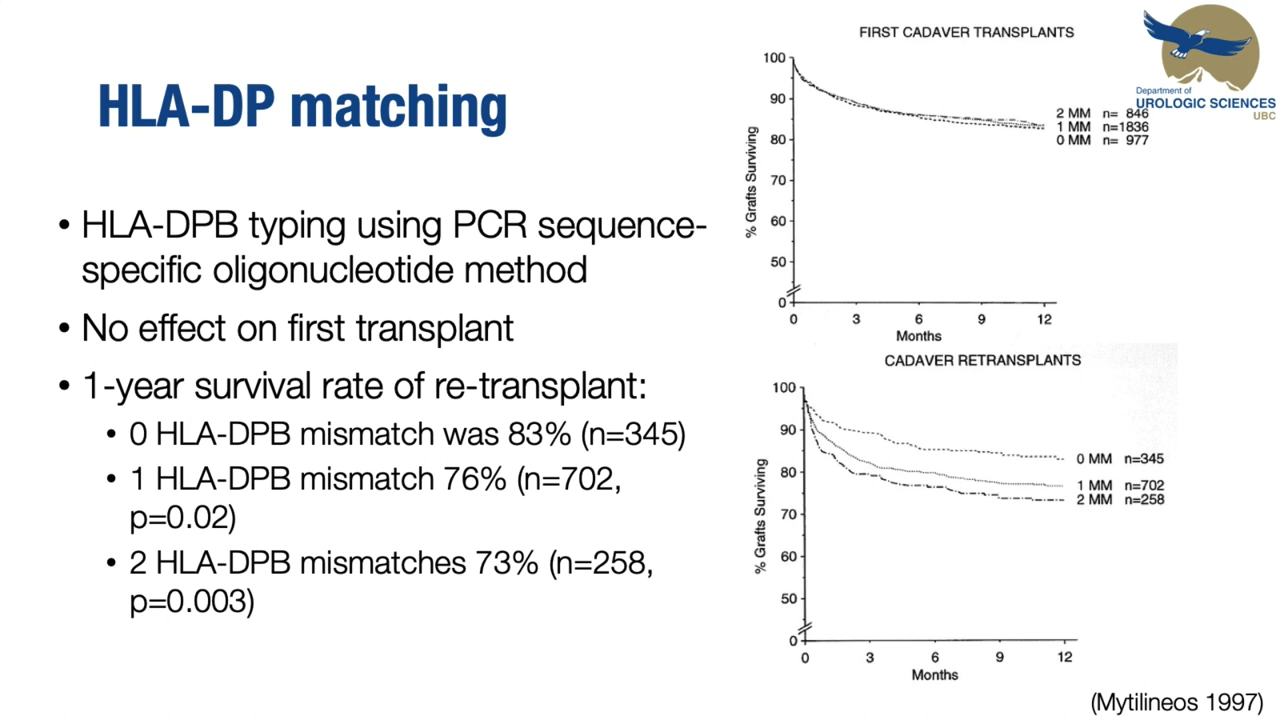 HLA-DP matching
• HLA-DPB typing using PCR sequence-
specific oligonucleotide method
• No effect on first transplant
• 1-year survival rate of re-transplant:
• 0 HLA-DPB mismatch was 83% (n=345)
• 1 HLA-DPB mismatch 76% (n=702,
p=0.02)
• 2 HLA-DPB mismatches 73% (n=258,
p=0.003)
FIRST CADAVER TRANSPLANTS
% Grafts Surviving
100
90
80
70
60
50
0
0 3 6 9 12
Months
2 MM n= 846
1 MM n=1836
0 MM n= 977
Department of
UROLOGIC SCIENCES
UBC
CADAVER RETRANSPLANTS
% Grafts Surviving
100
90
80
70
60
50
0
0 3 6 9 12
Months
0 MM n=345
1 MM n=702
2 MM n=258
(Mytilineos 1997)